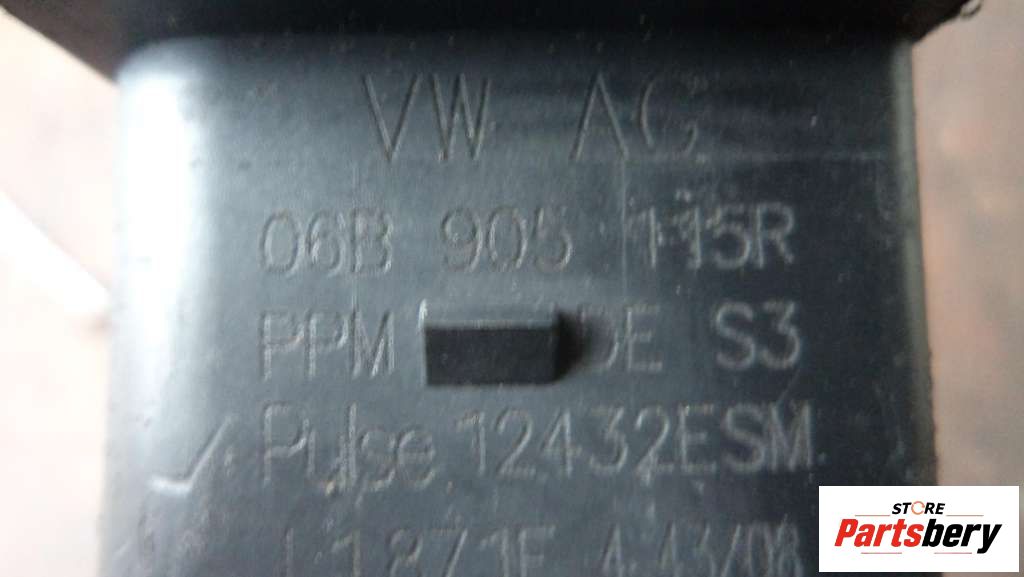 VW AG
06B 905 115R
PPM DE S3
Pulse 12432ESM
STORE
Partsbery